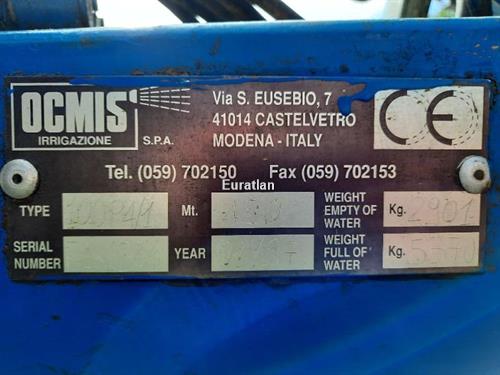 OCMIS
IRRIGAZIONE S.P.A.
Via S. EUSEBIO, 7
41014 CASTELVETRO
MODENA - ITALY
CE
Tel. (059) 702150 Fax (059) 702153
Euratlan
TYPE Mt. WEIGHT EMPTY OF WATER Kg. 2901
SERIAL NUMBER YEAR WEIGHT FULL OF WATER Kg.